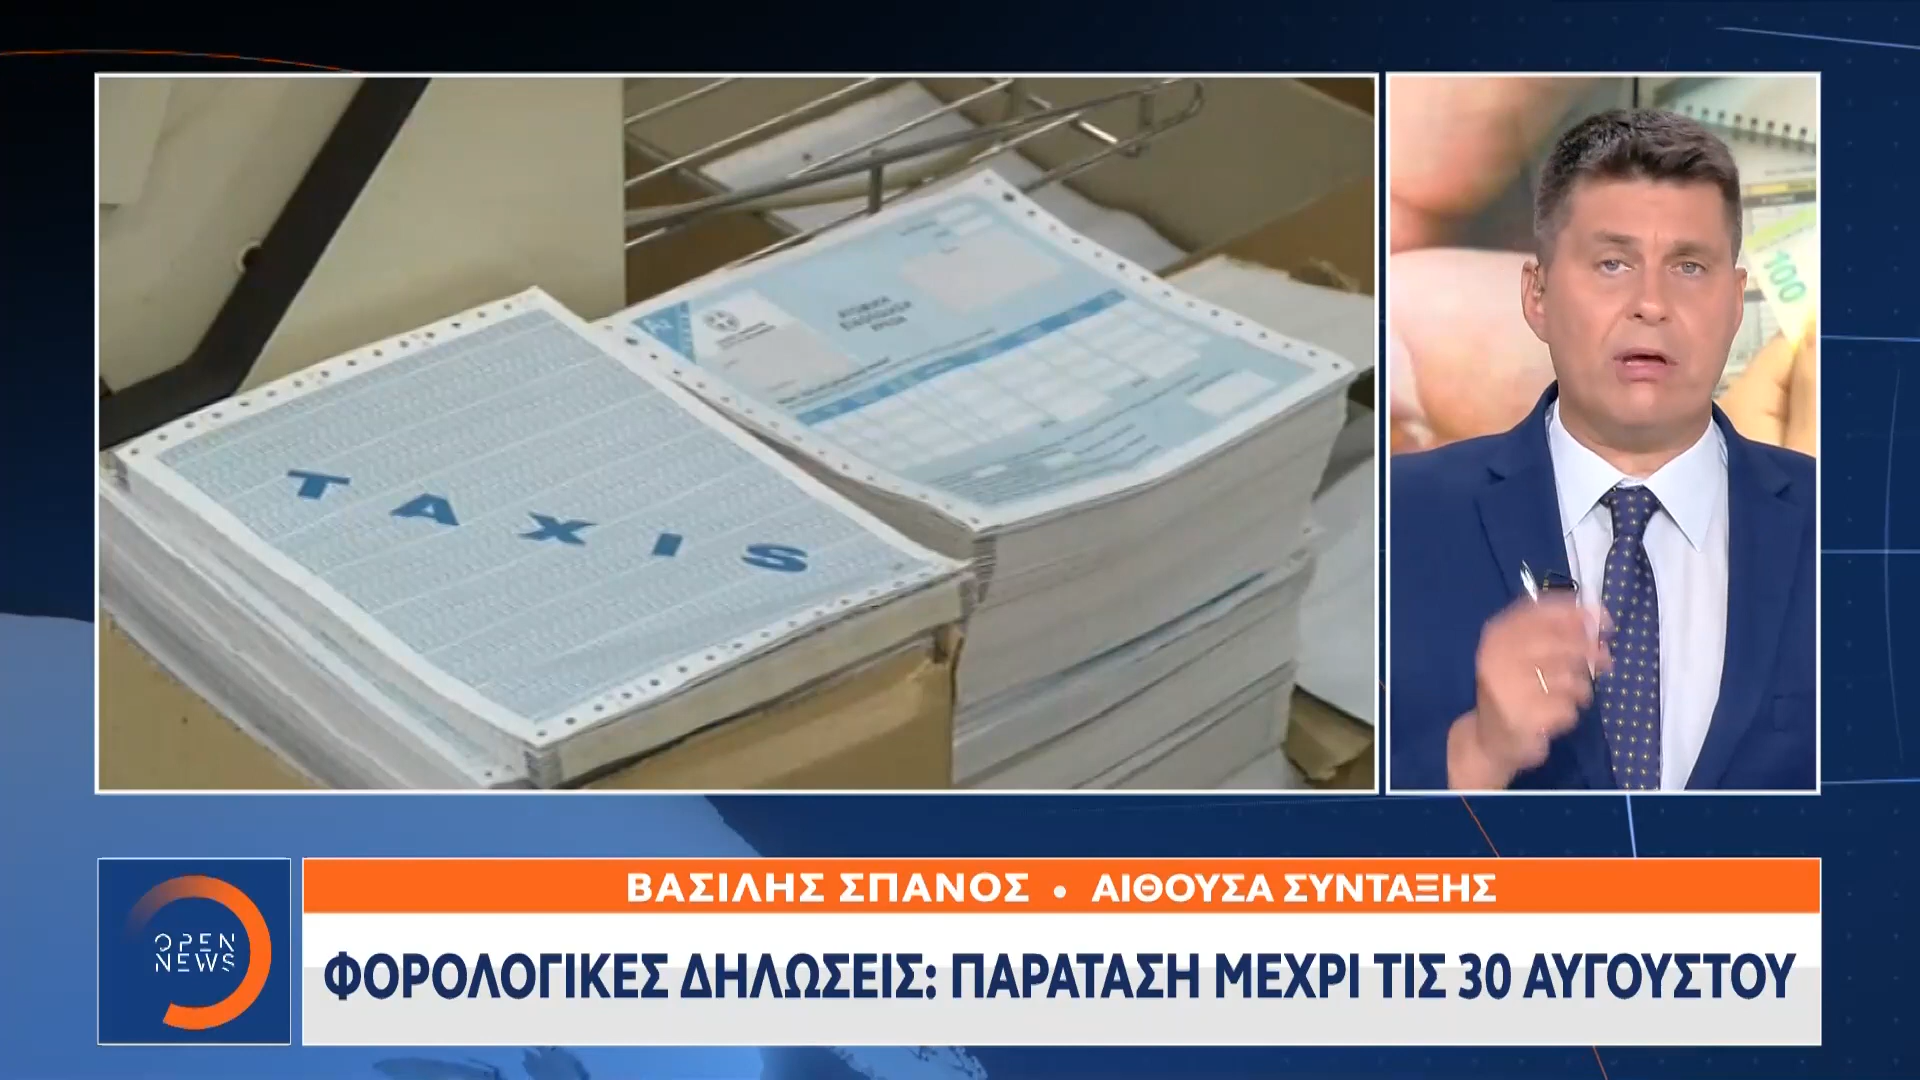 TAXIS
100
ΒΑΣΙΛΗΣ ΣΠΑΝΟΣ • ΑΙΘΟΥΣΑ ΣΥΝΤΑΞΗΣ
OPEN
NEWS
ΦΟΡΟΛΟΓΙΚΕΣ ΔΗΛΩΣΕΙΣ: ΠΑΡΑΤΑΣΗ ΜΕΧΡΙ ΤΙΣ 30 ΑΥΓΟΥΣΤΟΥ